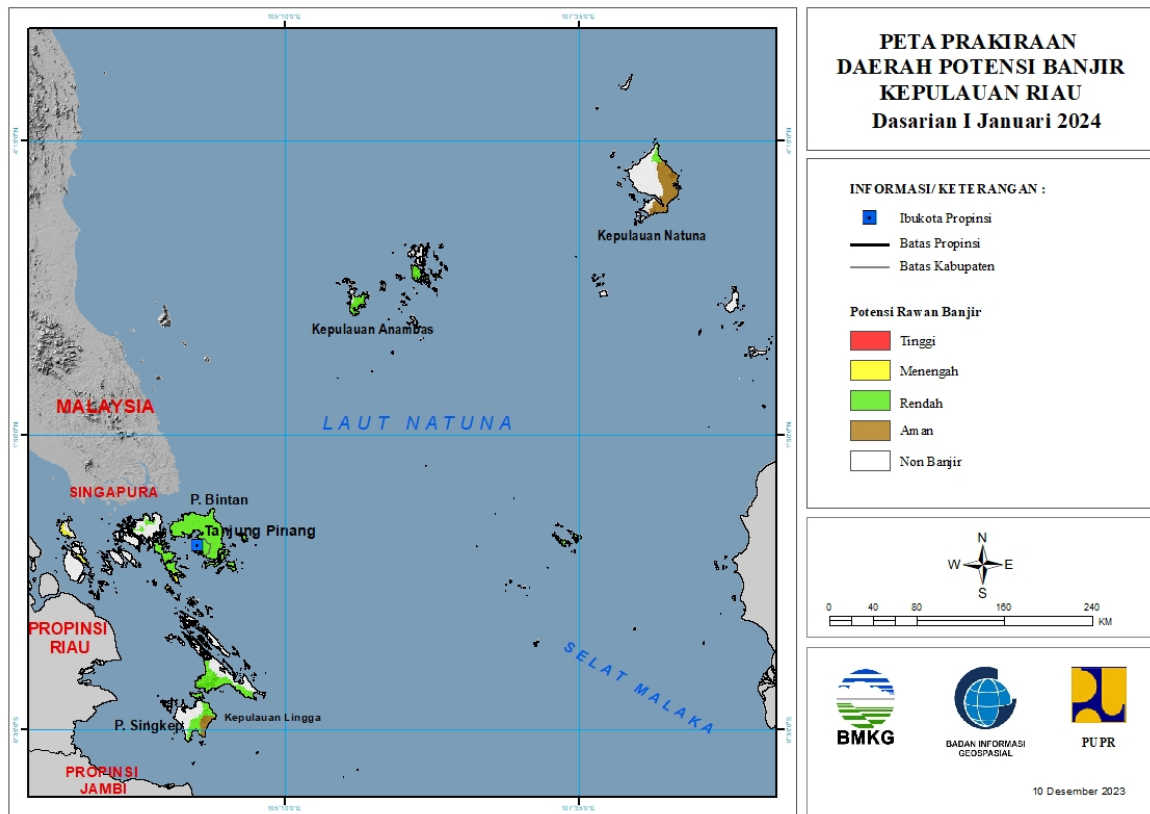 PETA PRAKIRAAN
DAERAH POTENSI BANJIR
KEPULAUAN RIAU
Dasarian I Januari 2024
INFORMASI/ KETERANGAN :
Ibukota Propinsi
Batas Propinsi
Batas Kabupaten
Potensi Rawan Banjir
Tinggi
Menengah
Rendah
Aman
Non Banjir
N
W E
S
0 40 80 160 240
KM
BMKG
BADAN INFORMASI
GEOSPASIAL
PUPR
10 Desember 2023
Kepulauan Natuna
Kepulauan Anambas
MALAYSIA
LAUT NATUNA
SINGAPURA
P. Bintan
Tanjung Pinang
PROPINSI
RIAU
SELAT MALAKA
Kepulauan Lingga
P. Singkep
PROPINSI
JAMBI